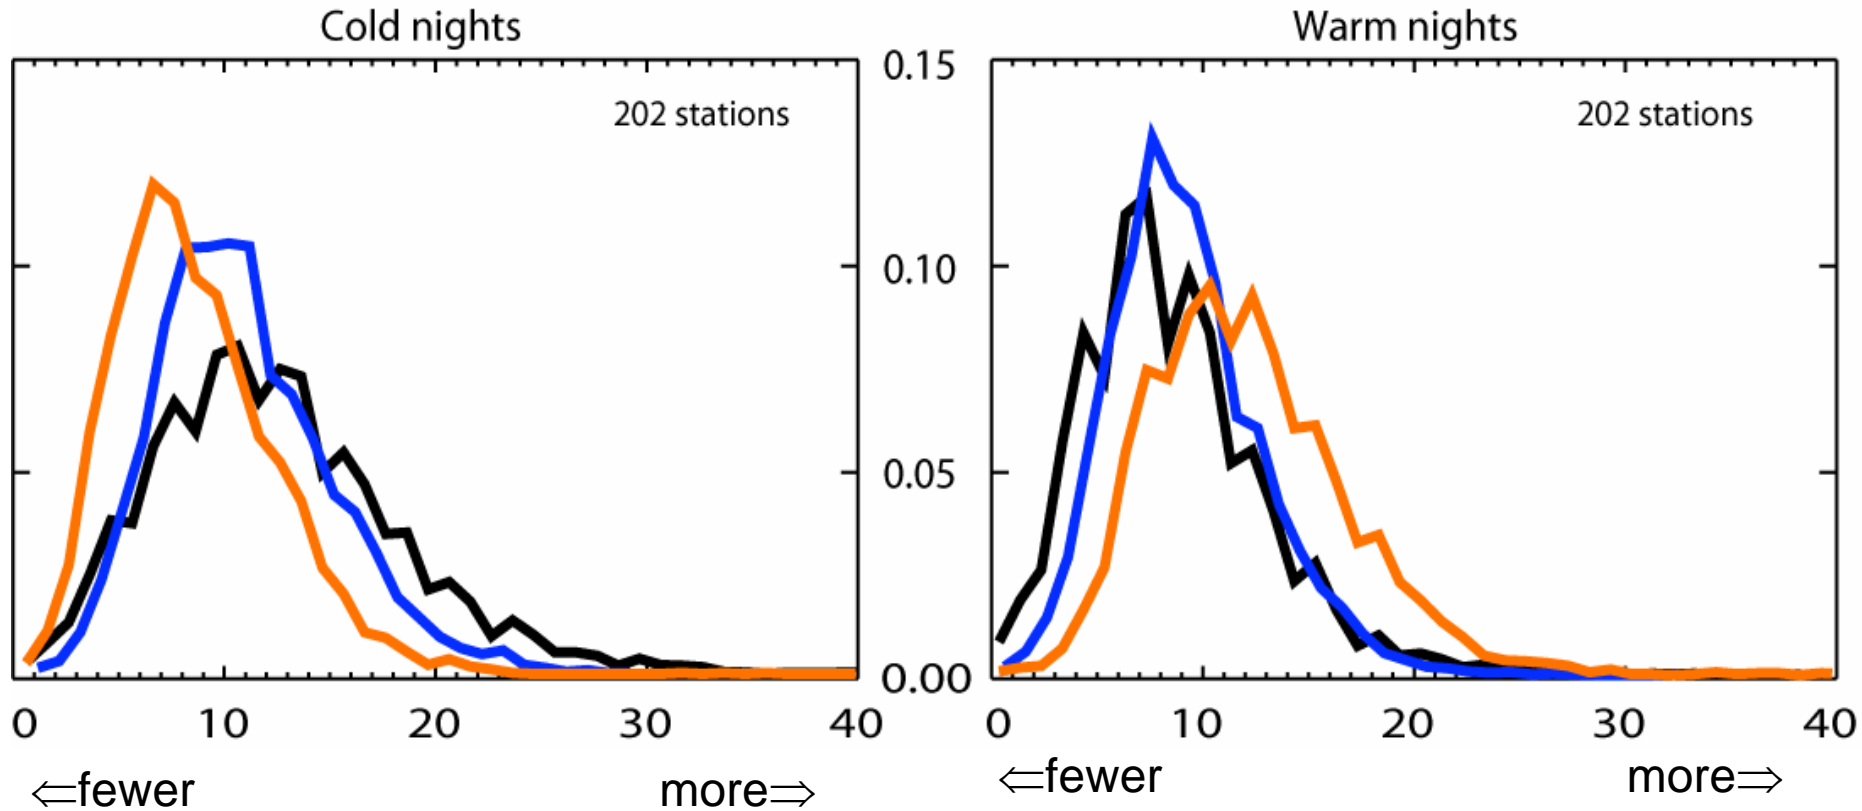 Cold nights
202 stations
0 10 20 30 40
⇐fewer more⇒
0.15
0.10
0.05
0.00
Warm nights
202 stations
0 10 20 30 40
⇐fewer more⇒